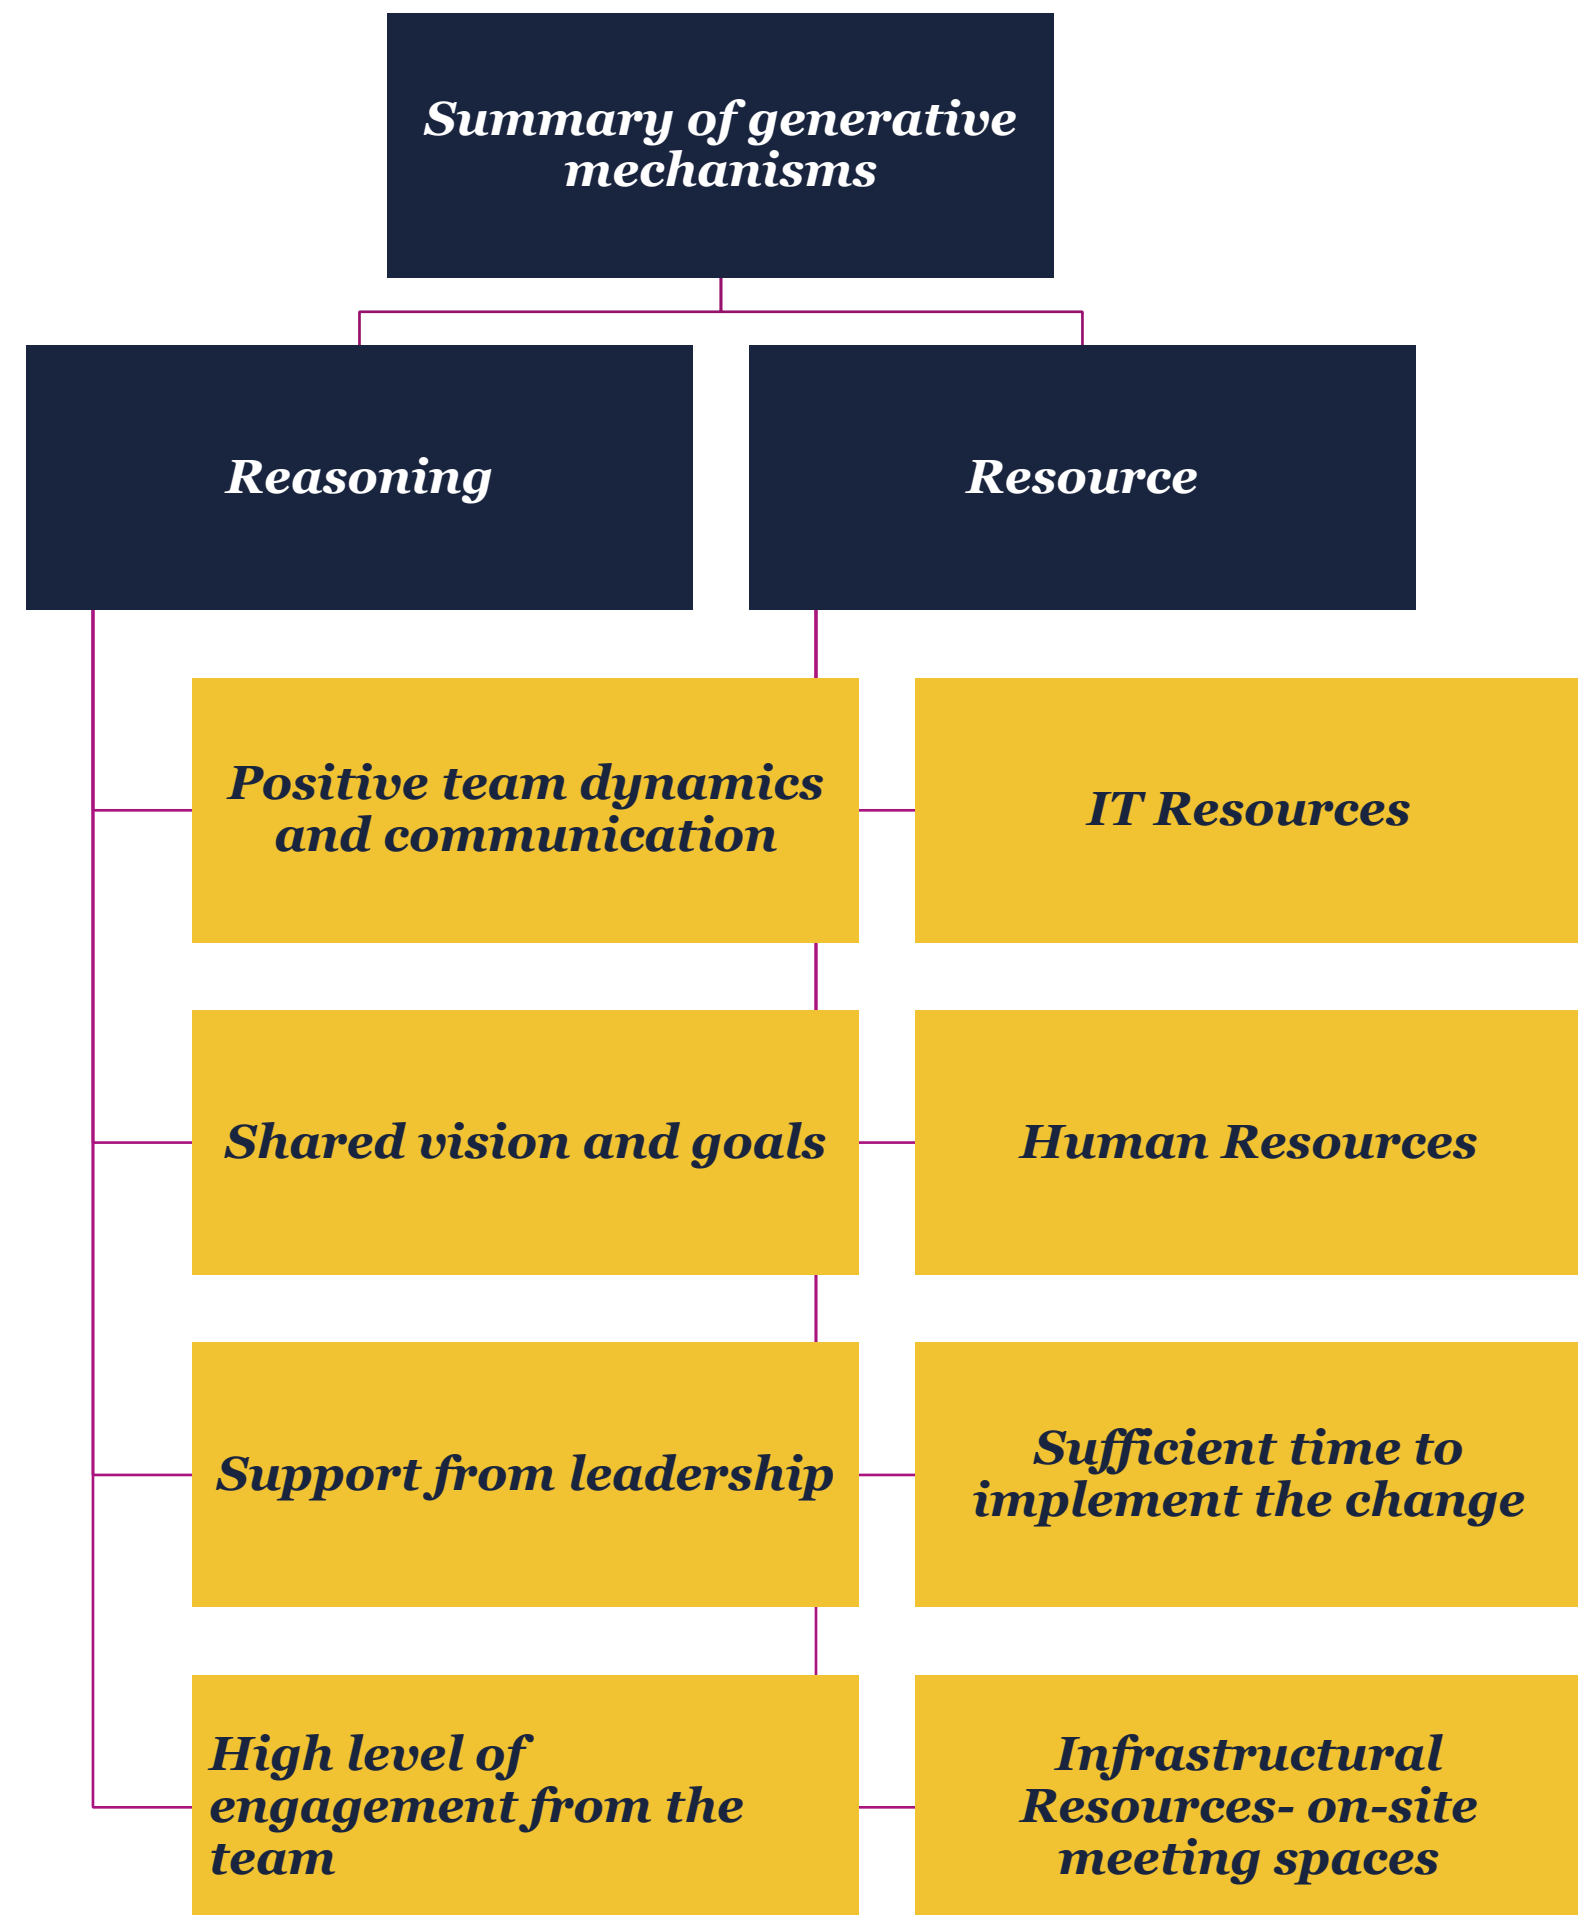 Summary of generative
mechanisms
Reasoning
Resource
Positive team dynamics
and communication
IT Resources
Shared vision and goals
Human Resources
Support from leadership
Sufficient time to
implement the change
High level of
engagement from the
team
Infrastructural
Resources- on-site
meeting spaces